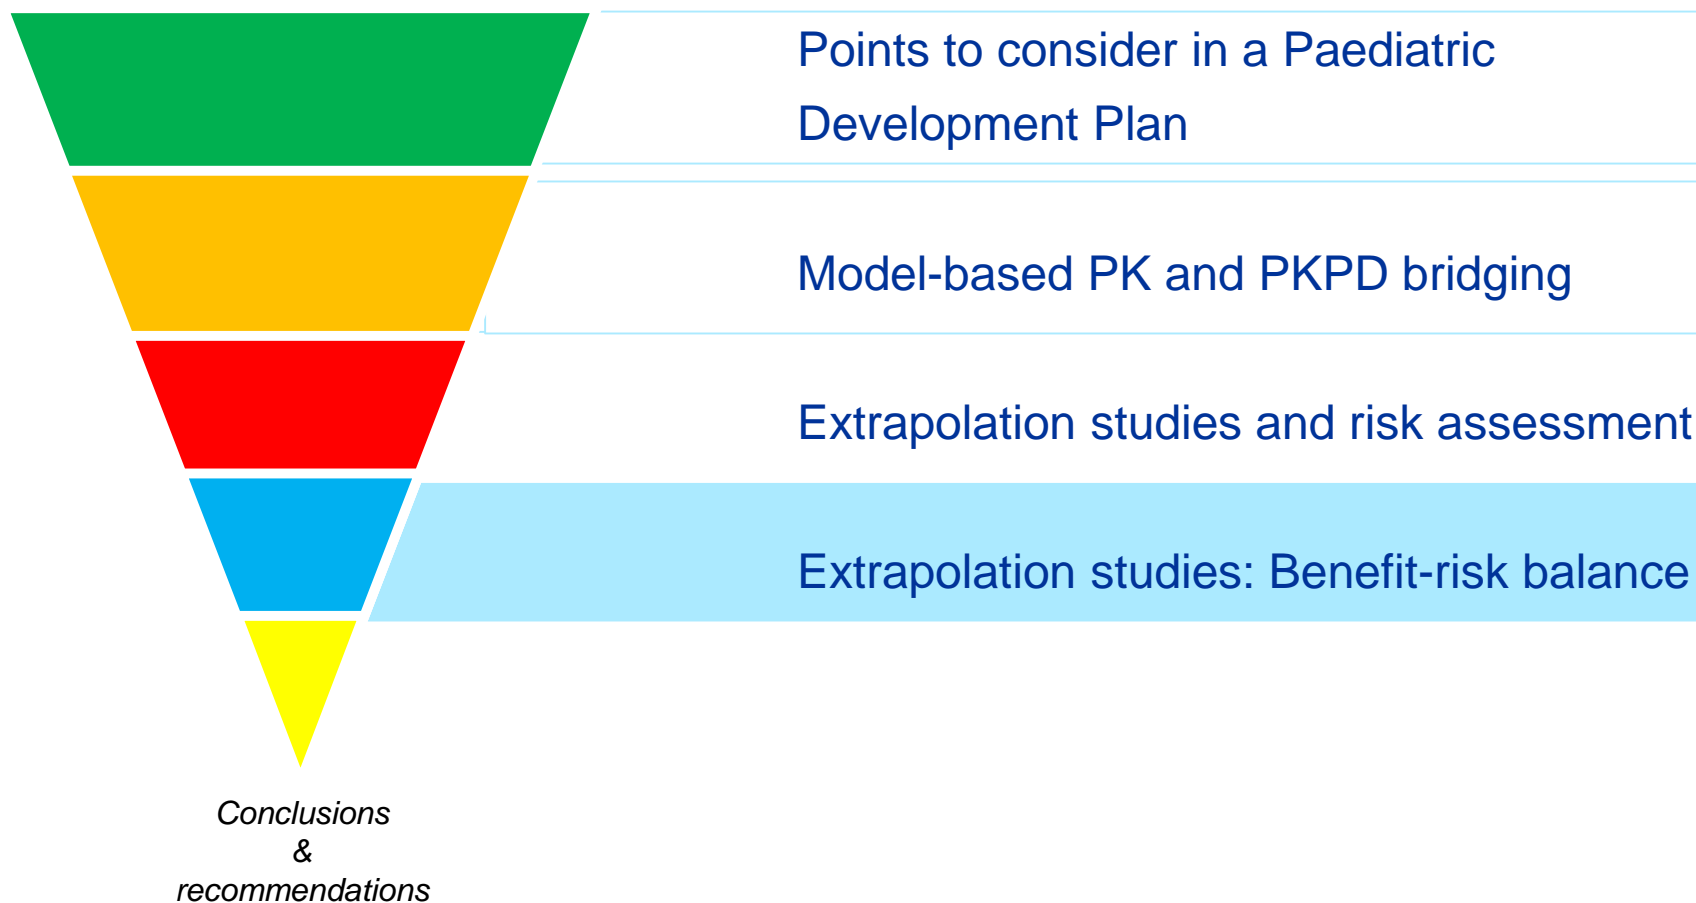 Points to consider in a Paediatric
Development Plan
Model-based PK and PKPD bridging
Extrapolation studies and risk assessment
Extrapolation studies: Benefit-risk balance
Conclusions
&
recommendations